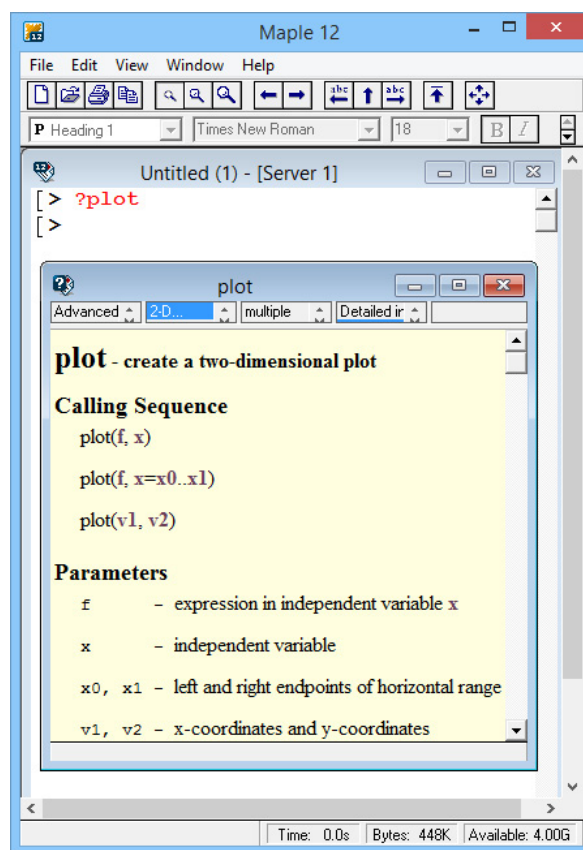 Maple 12
File Edit View Window Help
P Heading 1 Times New Roman 18 B I
Untitled (1) - [Server 1]
[> ?plot
[>
plot
Advanced 2-D... multiple Detailed ir
plot - create a two-dimensional plot
Calling Sequence
plot(f, x)
plot(f, x=x0..x1)
plot(v1, v2)
Parameters
f – expression in independent variable x
x – independent variable
x0, x1 – left and right endpoints of horizontal range
v1, v2 – x-coordinates and y-coordinates
Time: 0.0s Bytes: 448K Available: 4.00G